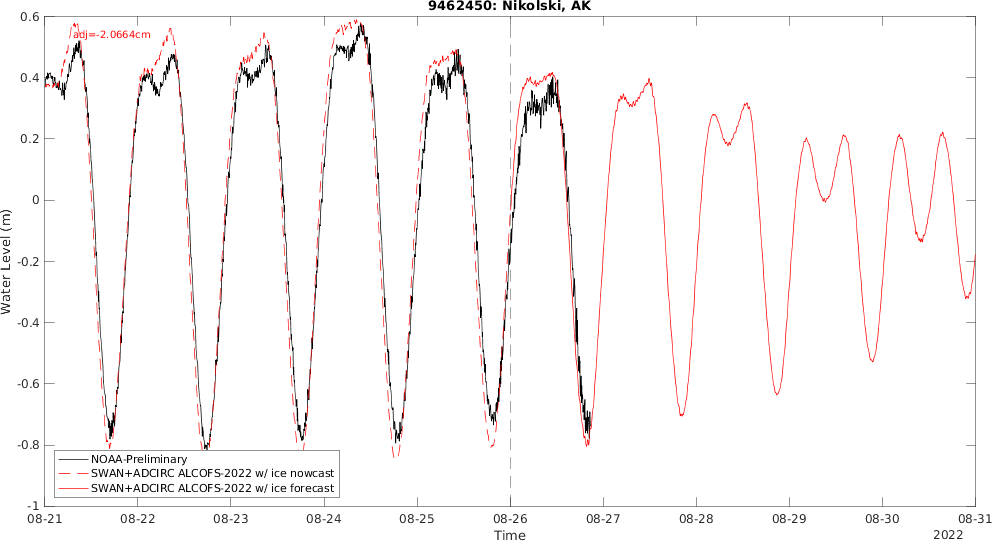 9462450: Nikolski, AK
0.6
adj=-2.0664cm
0.4
0.2
0
-0.2
-0.4
-0.6
-0.8
-1
Water Level (m)
NOAA-Preliminary
SWAN+ADCIRC ALCOFS-2022 w/ ice nowcast
SWAN+ADCIRC ALCOFS-2022 w/ ice forecast
08-21 08-22 08-23 08-24 08-25 08-26 08-27 08-28 08-29 08-30 08-31
Time
2022